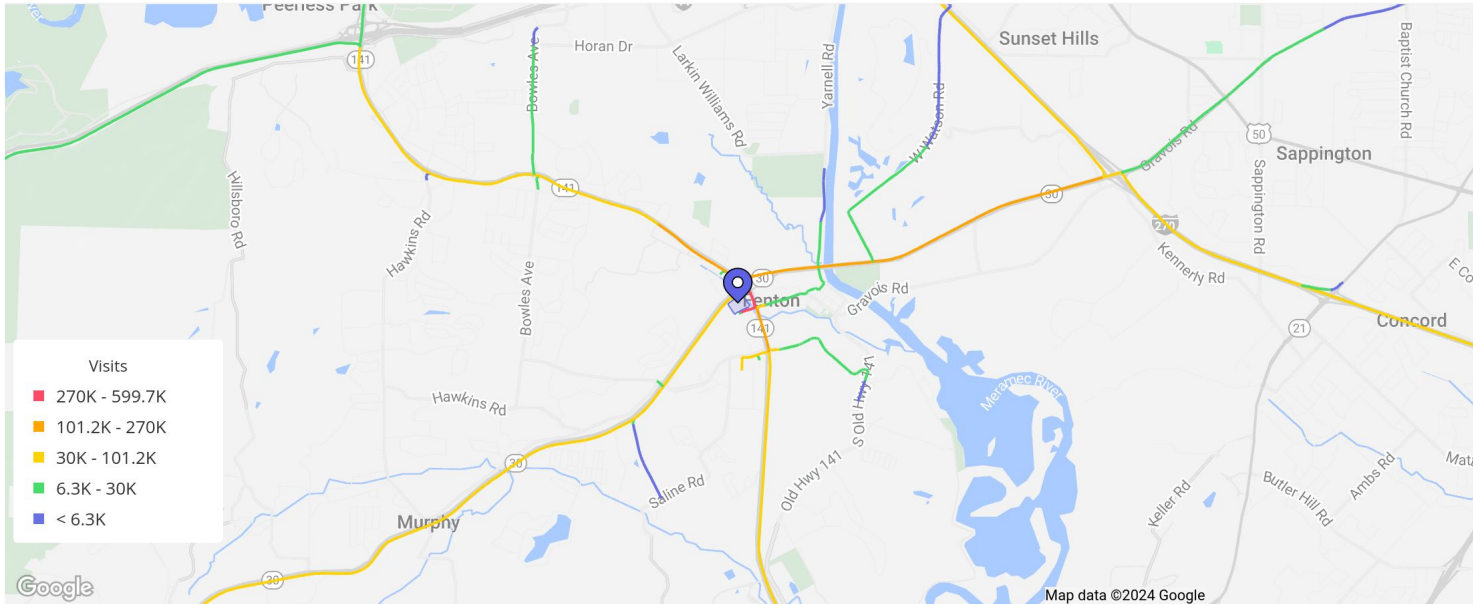 Peerless Park
141
Bowles Ave
Horan Dr
Larkin Williams Rd
Yarnell Rd
W Watson Rd
Sunset Hills
Baptist Church Rd
50
Sappington
Gravois Rd
Sappington Rd
141
30
270
Hillsboro Rd
Hawkins Rd
Bowles Ave
Kennerly Rd
E Co
30
Fenton
Gravois Rd
141
21
Concord
Meramec River
S Old Hwy 141
Hawkins Rd
30
Saline Rd
Old Hwy 141
Murphy
Keller Rd
Butler Hill Rd
Ambs Rd
Mat
30
Visits
270K - 599.7K
101.2K - 270K
30K - 101.2K
6.3K - 30K
< 6.3K
Google
Map data ©2024 Google